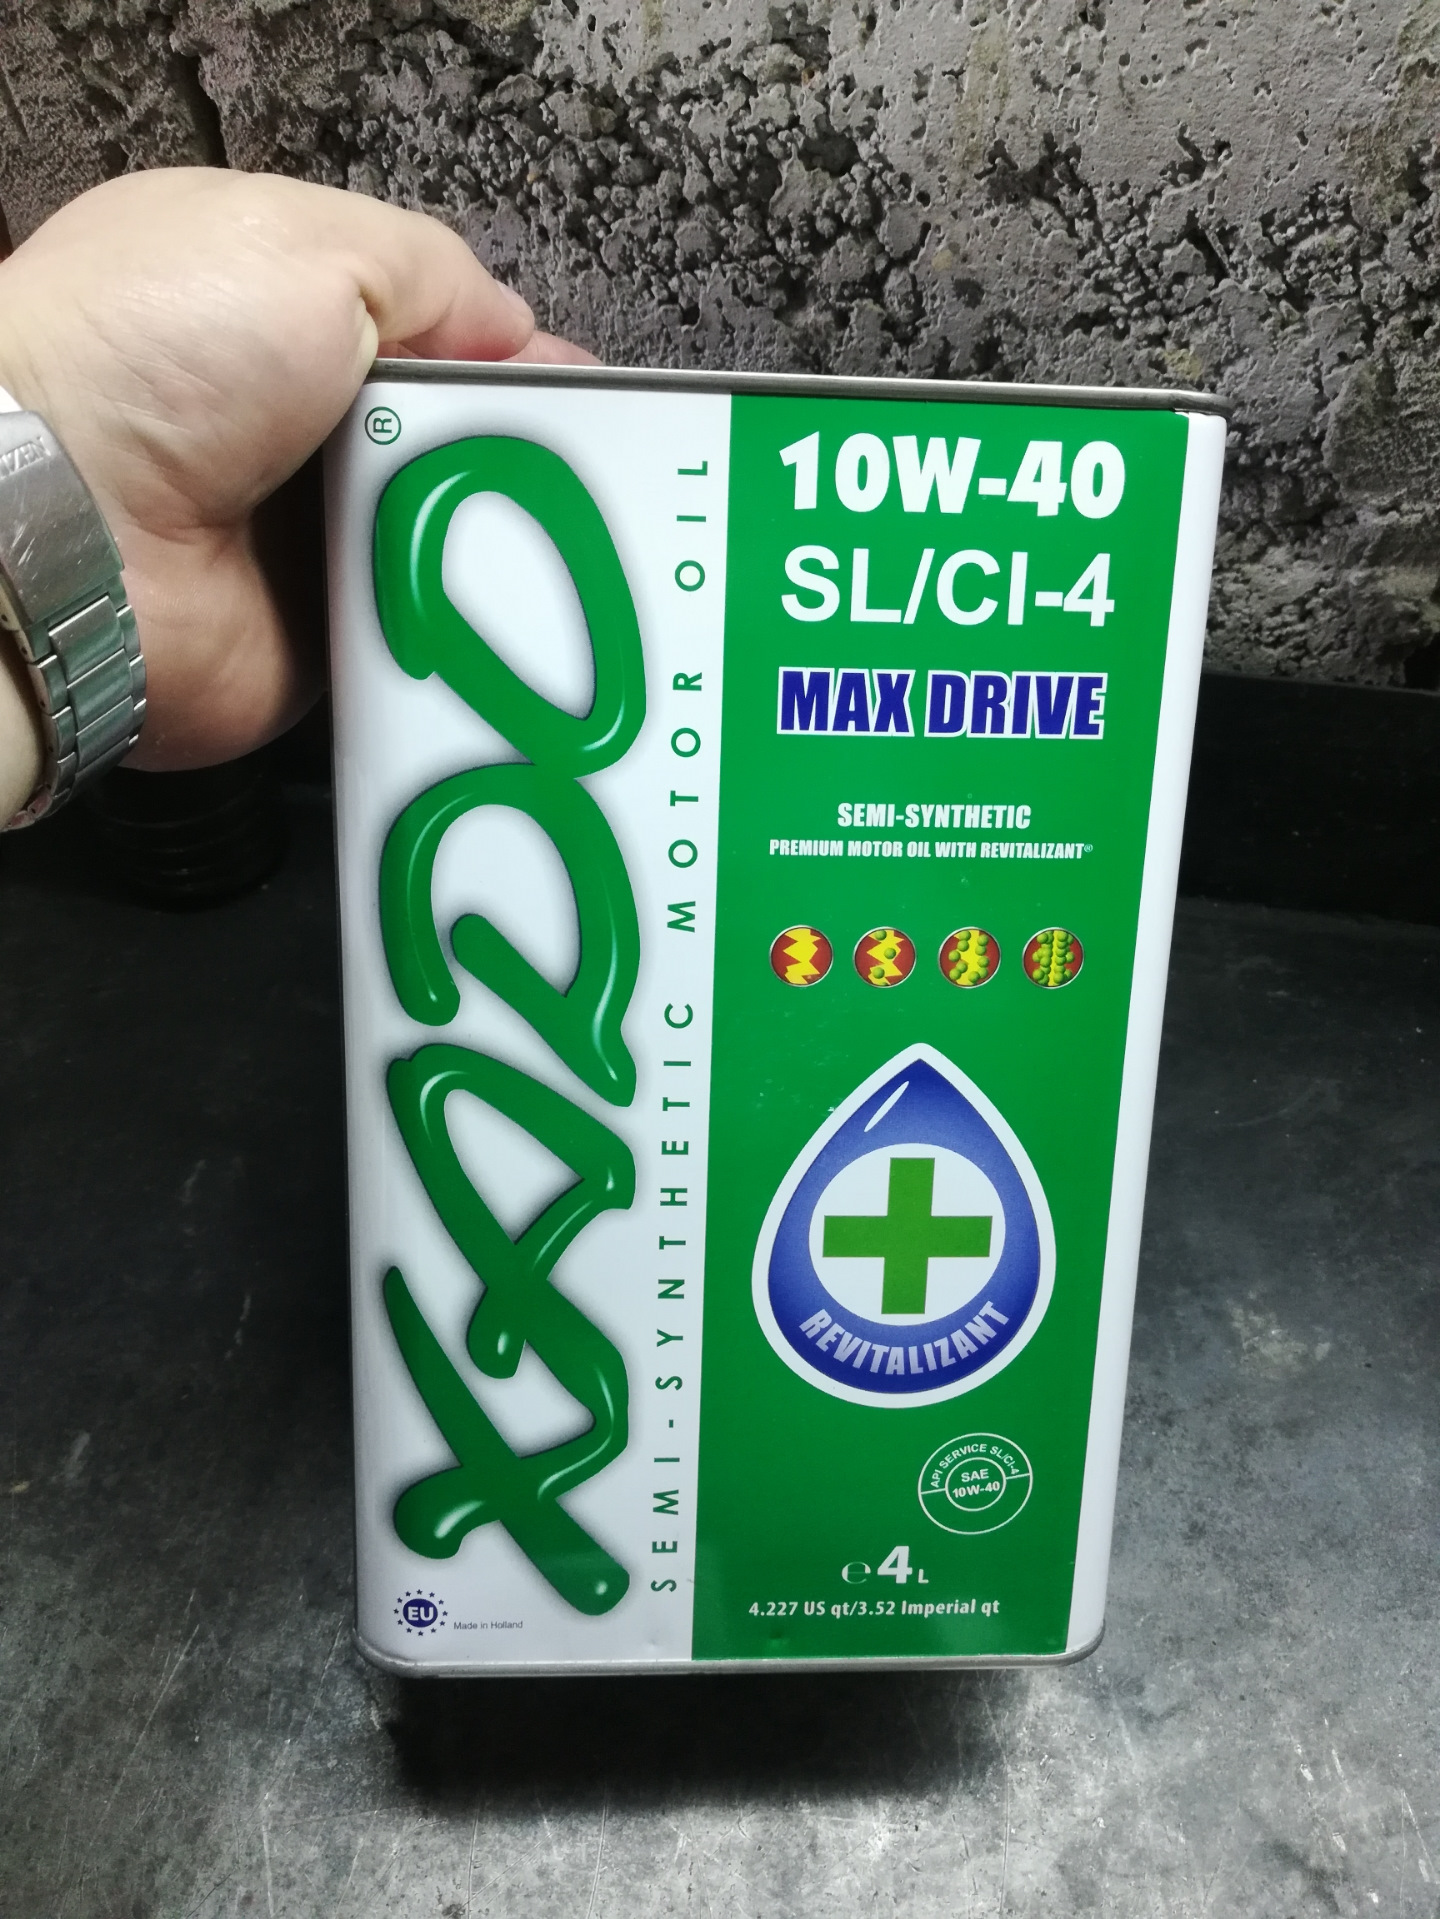 ®
XADO
SEMI-SYNTHETIC MOTOR OIL
10W-40
SL/CI-4
MAX DRIVE
SEMI-SYNTHETIC
PREMIUM MOTOR OIL WITH REVITALIZANT®
REVITALIZANT
API SERVICE SL/CI-4
SAE
10W-40
℮4L
4.227 US qt/3.52 Imperial qt
EU
Made in Holland